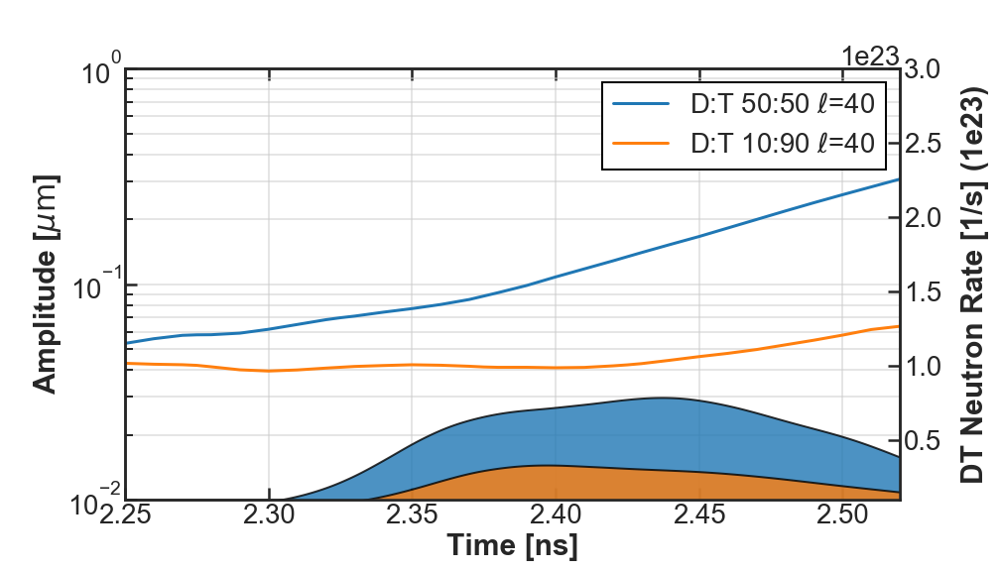 1e23
10⁰
10⁻¹
10⁻²
Amplitude [μm]
D:T 50:50 ℓ=40
D:T 10:90 ℓ=40
3.0
2.5
2.0
1.5
1.0
0.5
DT Neutron Rate [1/s] (1e23)
2.25 2.30 2.35 2.40 2.45 2.50
Time [ns]